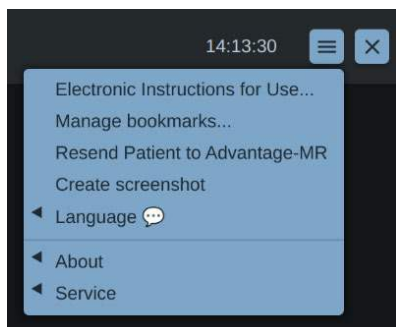 14:13:30
Electronic Instructions for Use...
Manage bookmarks...
Resend Patient to Advantage-MR
Create screenshot
Language 💬
About
Service